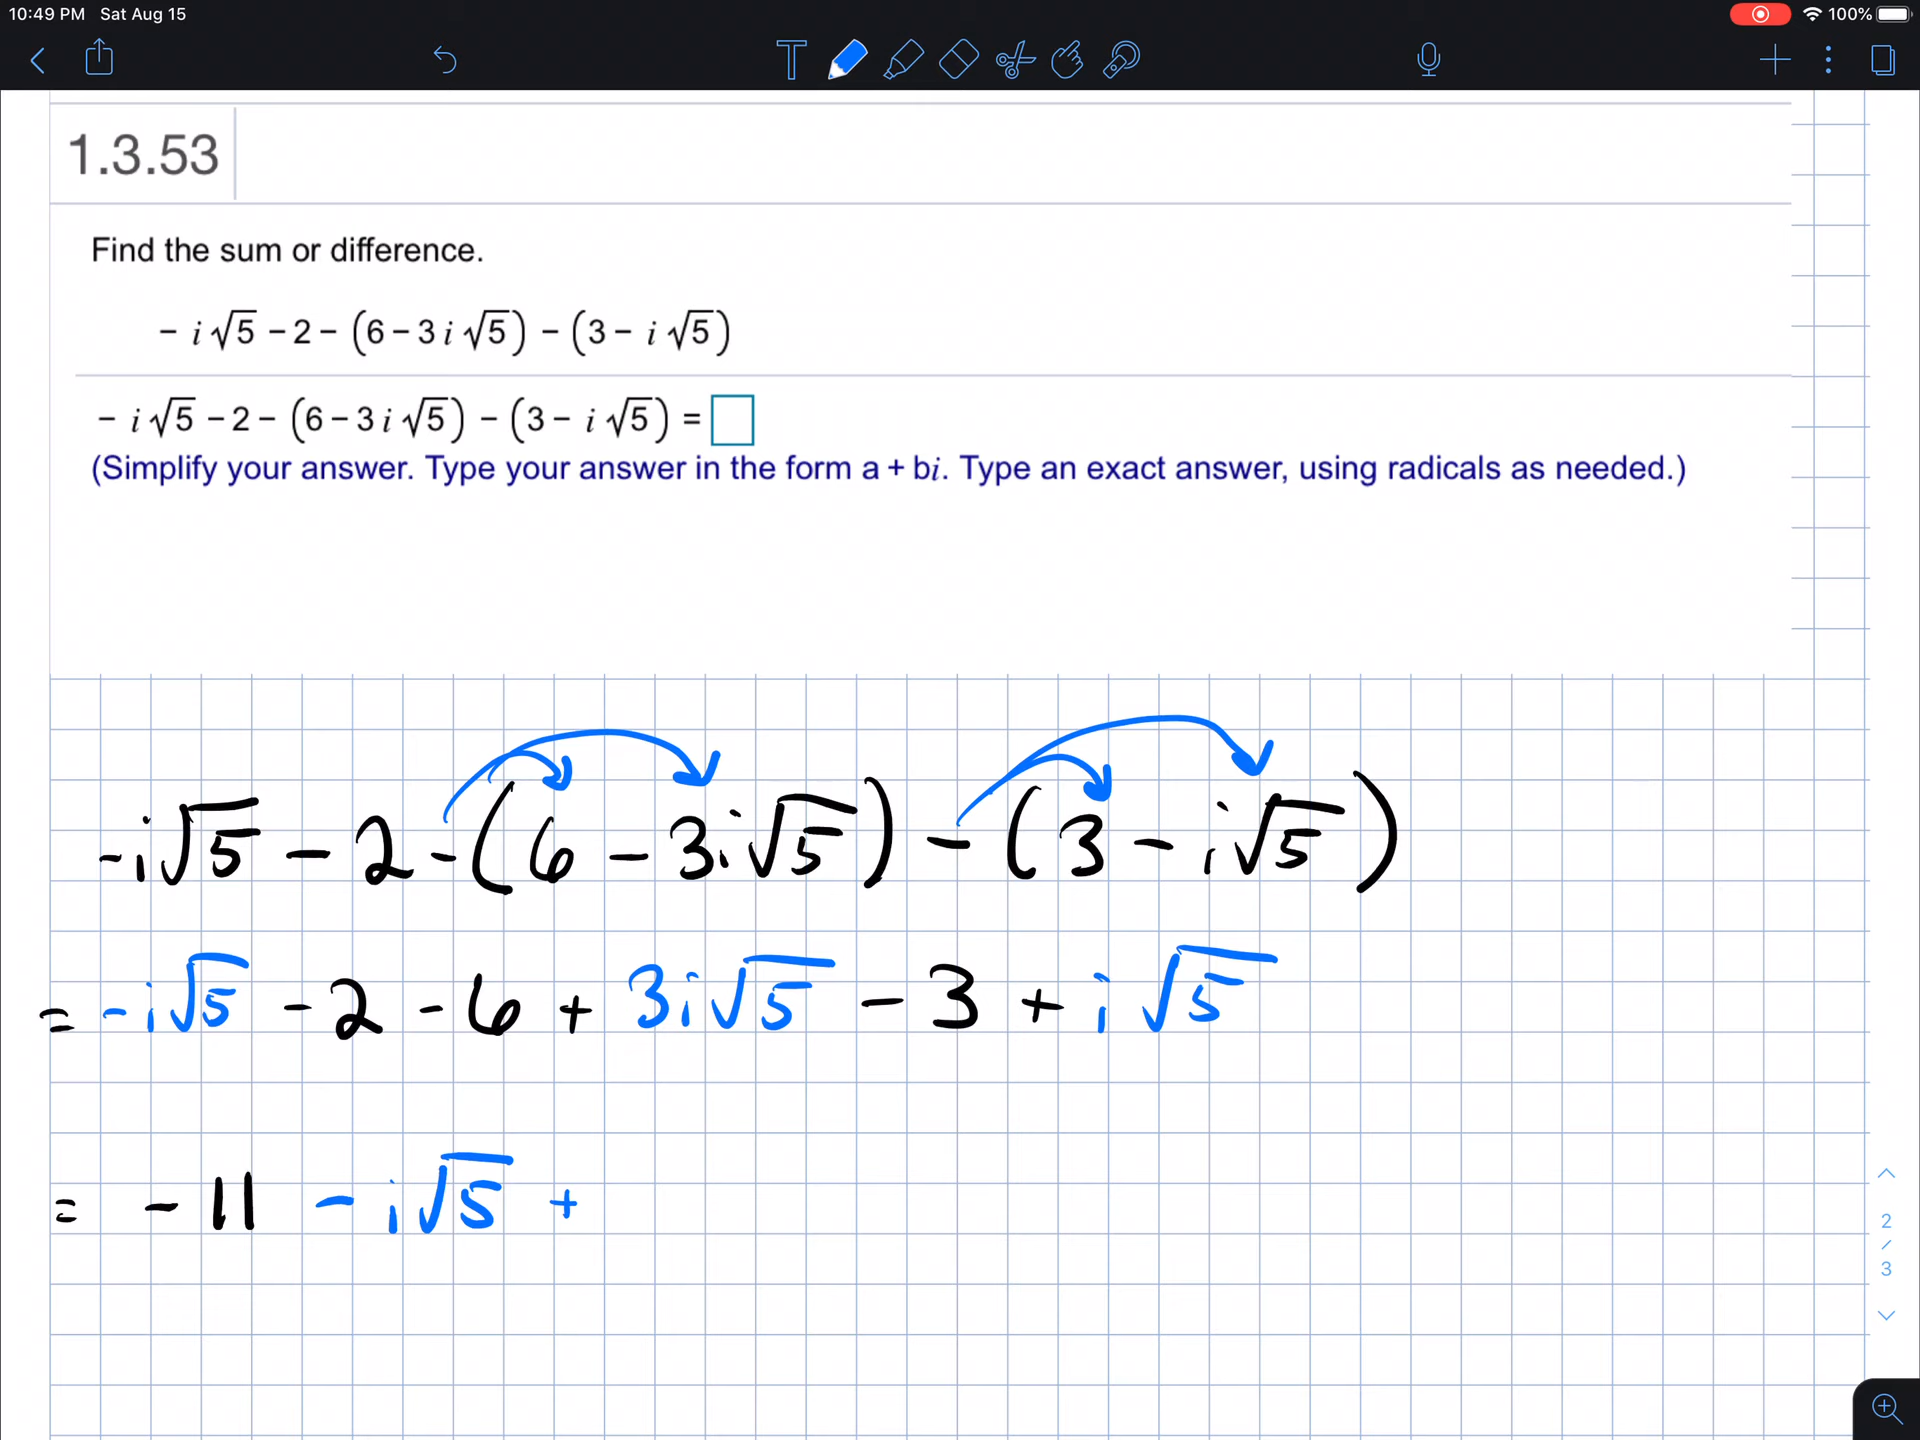 10:49 PM Sat Aug 15 100%
1.3.53
Find the sum or difference.
− i√5 − 2 − (6 − 3i√5) − (3 − i√5)
− i√5 − 2 − (6 − 3i√5) − (3 − i√5) =
(Simplify your answer. Type your answer in the form a + bi. Type an exact answer, using radicals as needed.)
-i√5 - 2 - (6 - 3i√5) - (3 - i√5)
= -i√5 - 2 - 6 + 3i√5 - 3 + i√5
= -11 - i√5 +
2
/
3